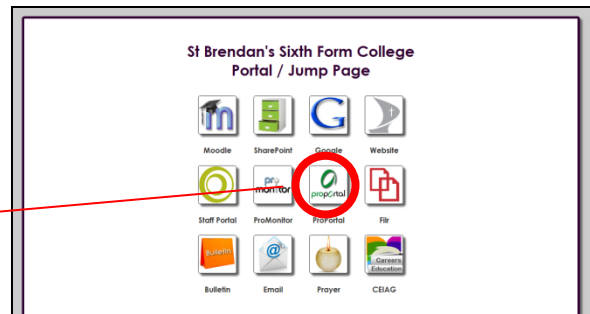 St Brendan's Sixth Form College
Portal / Jump Page
m
G
Moodle SharePoint Google Website
pro monitor
proportal
Staff Portal ProMonitor ProPortal Filr
Bulletin
@
Careers
Education
Bulletin Email Prayer CEIAG